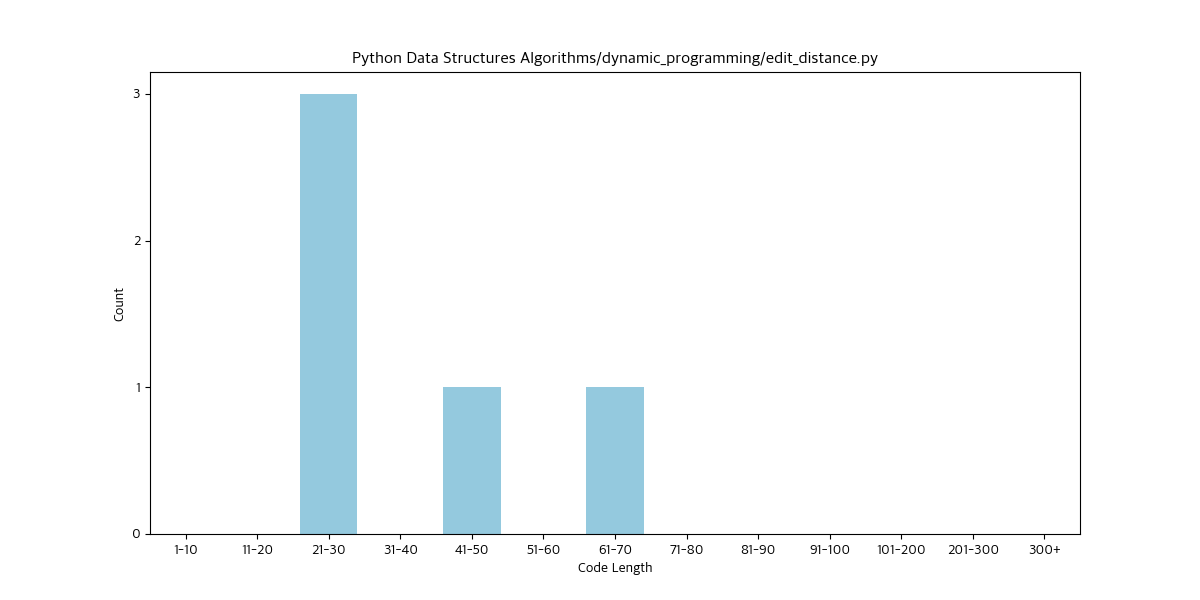 Python Data Structures Algorithms/dynamic_programming/edit_distance.py
3
2
1
0
Count
1-10 11-20 21-30 31-40 41-50 51-60 61-70 71-80 81-90 91-100 101-200 201-300 300+
Code Length